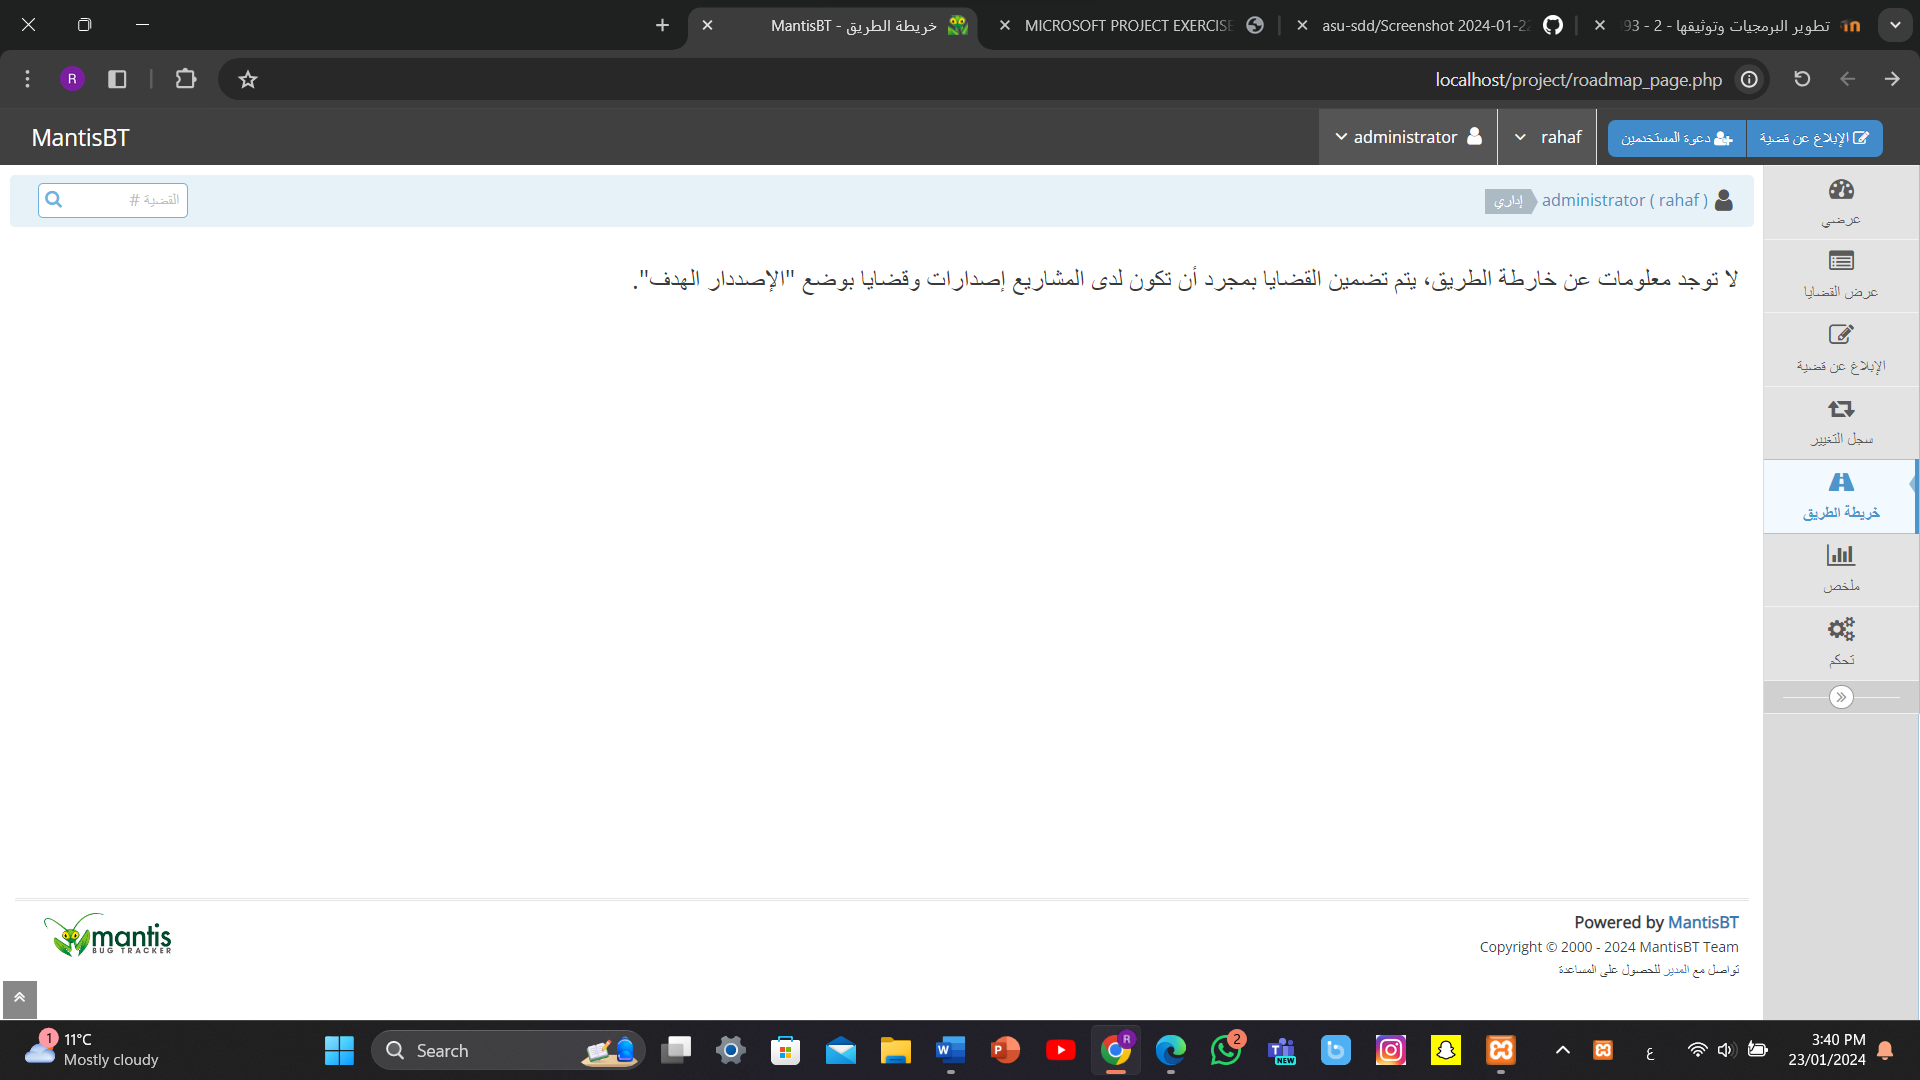 MantisBT - خريطة الطريق
MICROSOFT PROJECT EXERCISE
asu-sdd/Screenshot 2024-01-22
تطوير البرمجيات وتوثيقها - 2 - 93
R
localhost/project/roadmap_page.php
MantisBT
administrator
rahaf
دعوة المستخدمين
الإبلاغ عن قضية
القضية #
administrator ( rahaf )
إداري
عرضي
عرض القضايا
الإبلاغ عن قضية
سجل التغيير
خريطة الطريق
ملخص
تحكم
لا توجد معلومات عن خارطة الطريق، يتم تضمين القضايا بمجرد أن تكون لدى المشاريع إصدارات وقضايا بوضع "الإصددار الهدف".
Powered by MantisBT
Copyright © 2000 - 2024 MantisBT Team
تواصل مع المدير للحصول على المساعدة
mantis
BUG TRACKER
1
11°C
Mostly cloudy
Search
W
P
R
2
NEW
ع
3:40 PM
23/01/2024